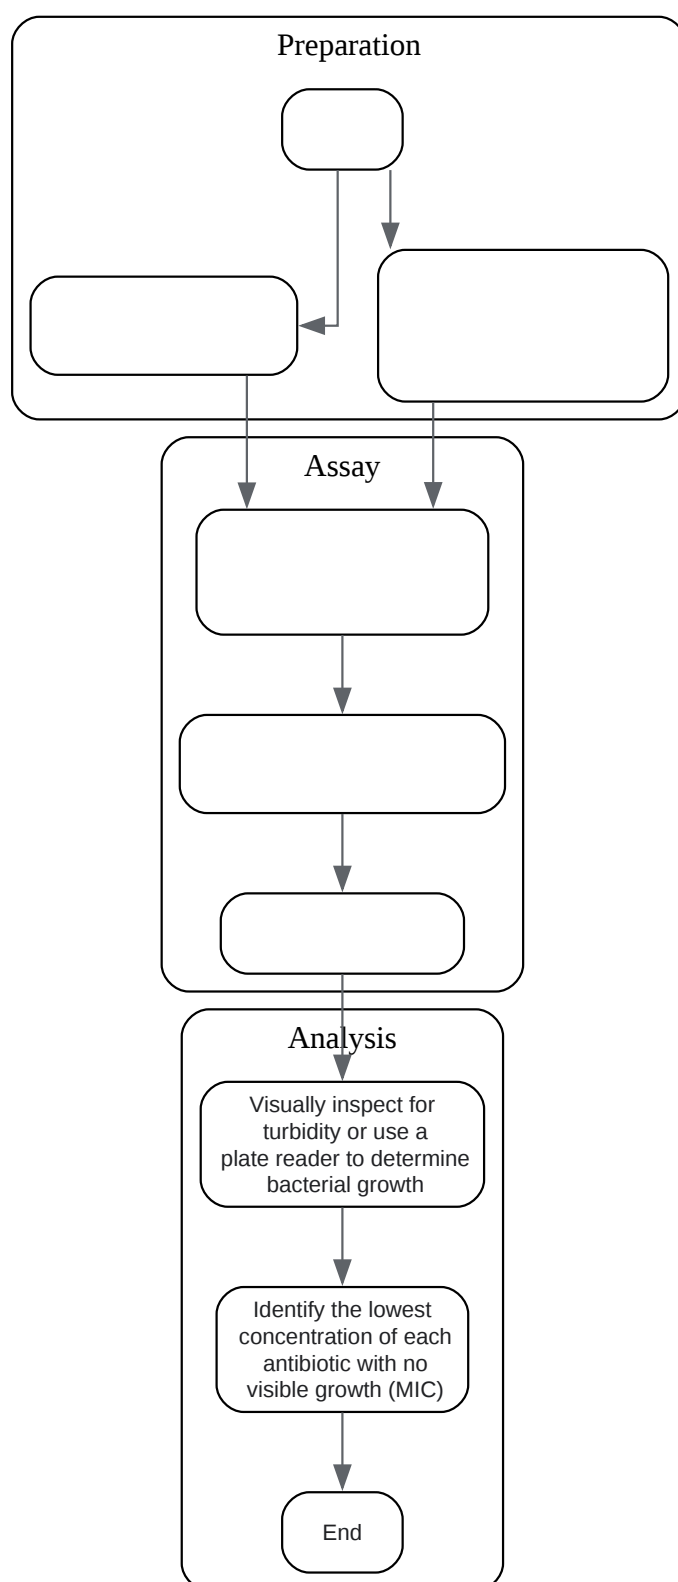 Preparation
Assay
Analysis
Visually inspect for
turbidity or use a
plate reader to determine
bacterial growth
Identify the lowest
concentration of each
antibiotic with no
visible growth (MIC)
End